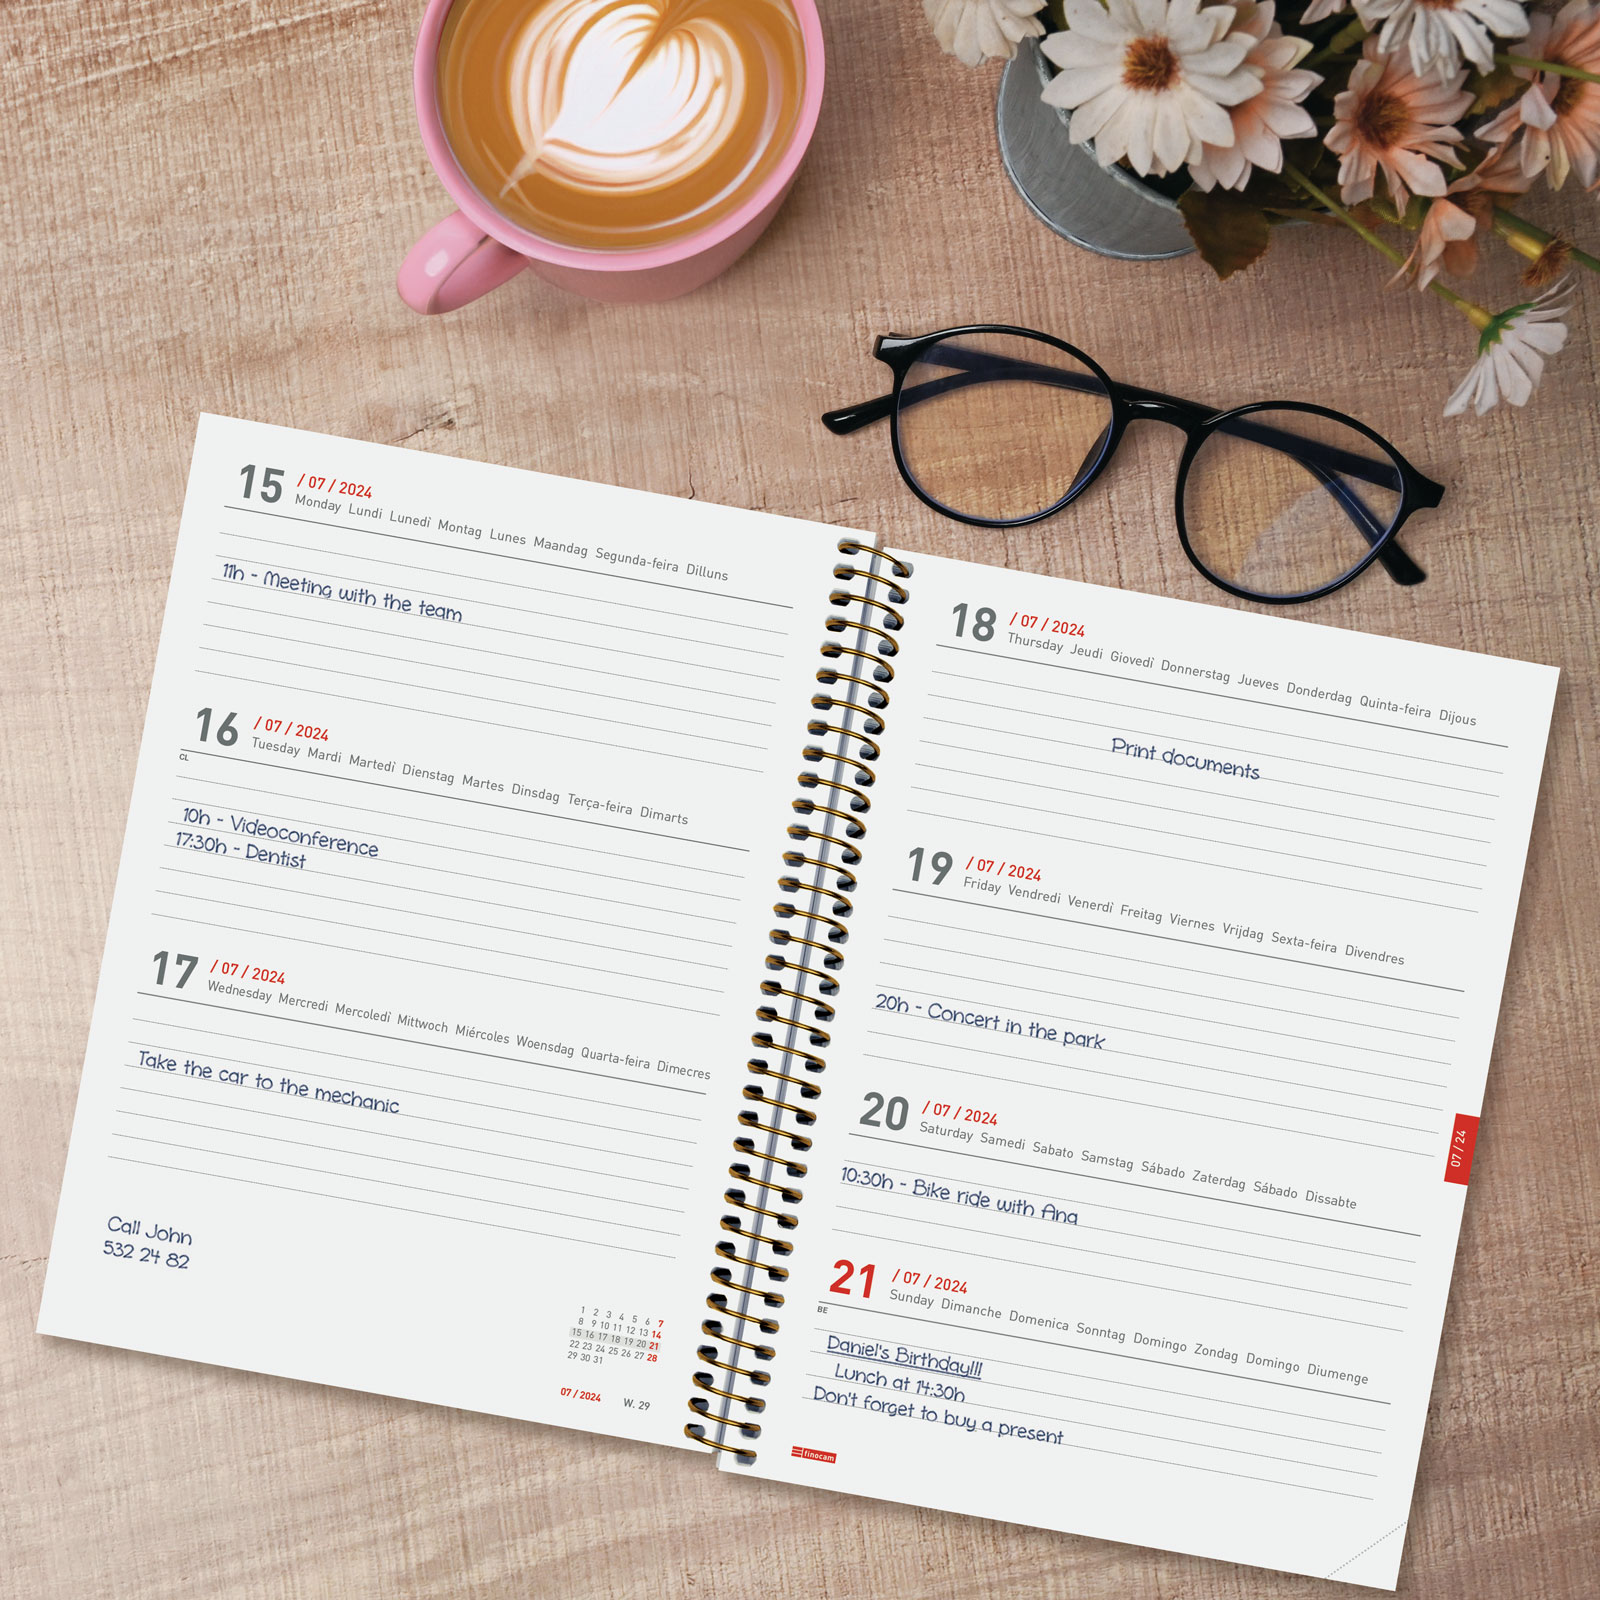 15 / 07 / 2024
Monday Lundi Lunedì Montag Lunes Maandag Segunda-feira Dilluns
11h - Meeting with the team
16 / 07 / 2024
Tuesday Mardi Martedì Dienstag Martes Dinsdag Terça-feira Dimarts
CL
10h - Videoconference
17:30h - Dentist
17 / 07 / 2024
Wednesday Mercredi Mercoledì Mittwoch Miércoles Woensdag Quarta-feira Dimecres
Take the car to the mechanic
Call John
532 24 82
1 2 3 4 5 6 7
8 9 10 11 12 13 14
15 16 17 18 19 20 21
22 23 24 25 26 27 28
29 30 31
07 / 2024 W. 29
18 / 07 / 2024
Thursday Jeudi Giovedì Donnerstag Jueves Donderdag Quinta-feira Dijous
Print documents
19 / 07 / 2024
Friday Vendredi Venerdì Freitag Viernes Vrijdag Sexta-feira Divendres
20h - Concert in the park
20 / 07 / 2024
Saturday Samedi Sabato Samstag Sábado Zaterdag Sábado Dissabte
07 / 24
10:30h - Bike ride with Ana
21 / 07 / 2024
Sunday Dimanche Domenica Sonntag Domingo Zondag Domingo Diumenge
BE
Daniel's Birthday!!!
Lunch at 14:30h
Don't forget to buy a present
finocam